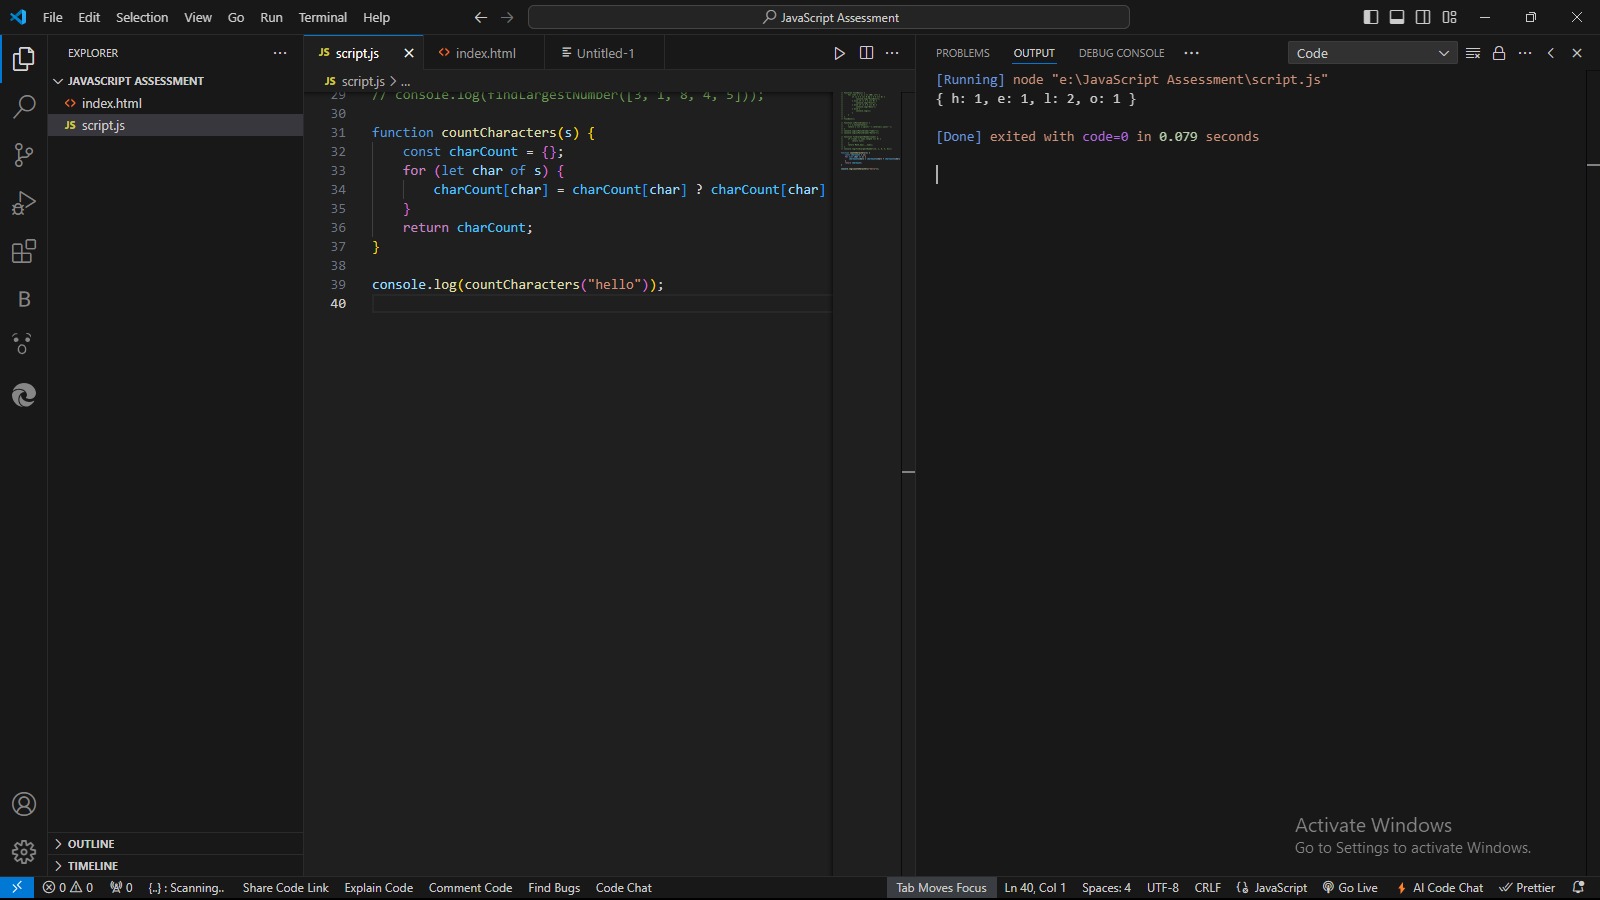 File Edit Selection View Go Run Terminal Help
JavaScript Assessment
EXPLORER
JAVASCRIPT ASSESSMENT
<> index.html
JS script.js
OUTLINE
TIMELINE
JS script.js
<> index.html
Untitled-1
JS script.js > ...
29 // console.log(findLargestNumber([3, 1, 8, 4, 5]));
30
31 function countCharacters(s) {
32 const charCount = {};
33 for (let char of s) {
34 charCount[char] = charCount[char] ? charCount[char]
35 }
36 return charCount;
37 }
38
39 console.log(countCharacters("hello"));
40
PROBLEMS OUTPUT DEBUG CONSOLE ...
Code
[Running] node "e:\JavaScript Assessment\script.js"
{ h: 1, e: 1, l: 2, o: 1 }
[Done] exited with code=0 in 0.079 seconds
B
Activate Windows
Go to Settings to activate Windows.
0 0 0 {..} : Scanning.. Share Code Link Explain Code Comment Code Find Bugs Code Chat Tab Moves Focus Ln 40, Col 1 Spaces: 4 UTF-8 CRLF JavaScript Go Live AI Code Chat Prettier